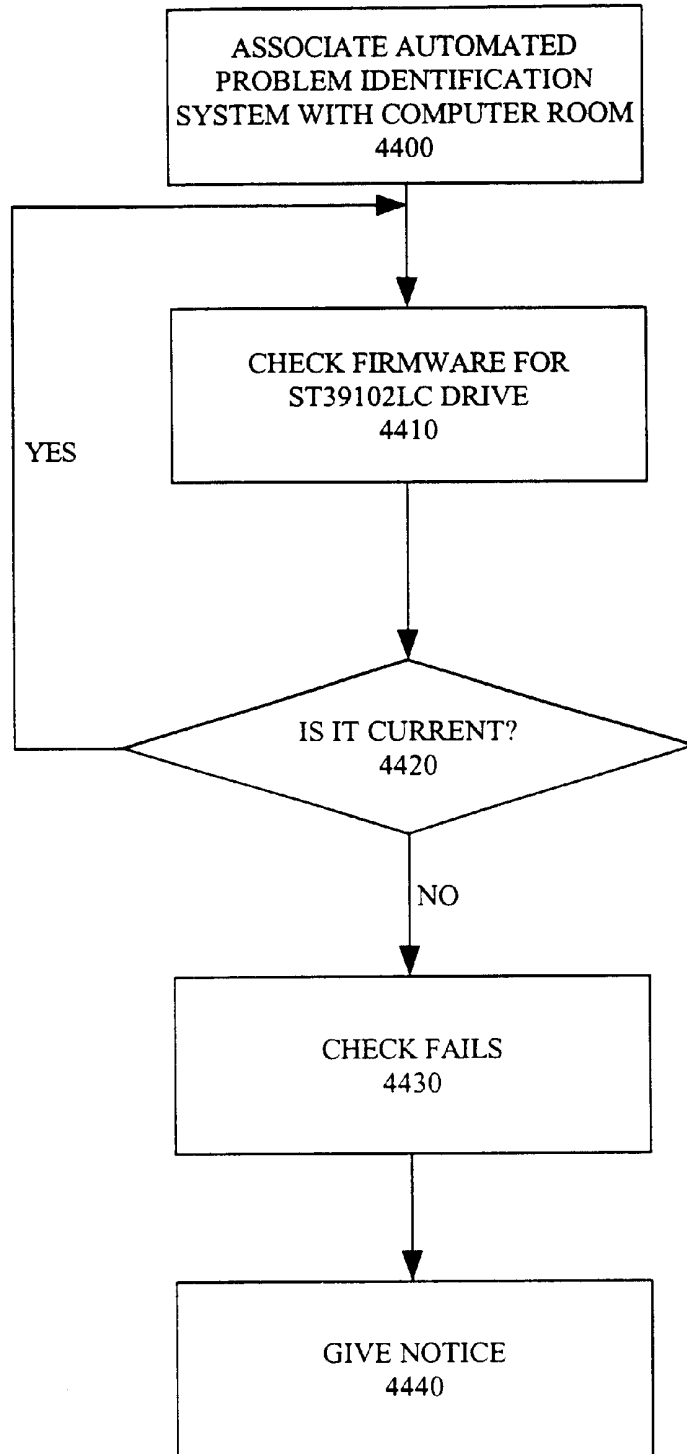 ASSOCIATE AUTOMATED
PROBLEM IDENTIFICATION
SYSTEM WITH COMPUTER ROOM
4400
CHECK FIRMWARE FOR
ST39102LC DRIVE
4410
YES
IS IT CURRENT?
4420
NO
CHECK FAILS
4430
GIVE NOTICE
4440